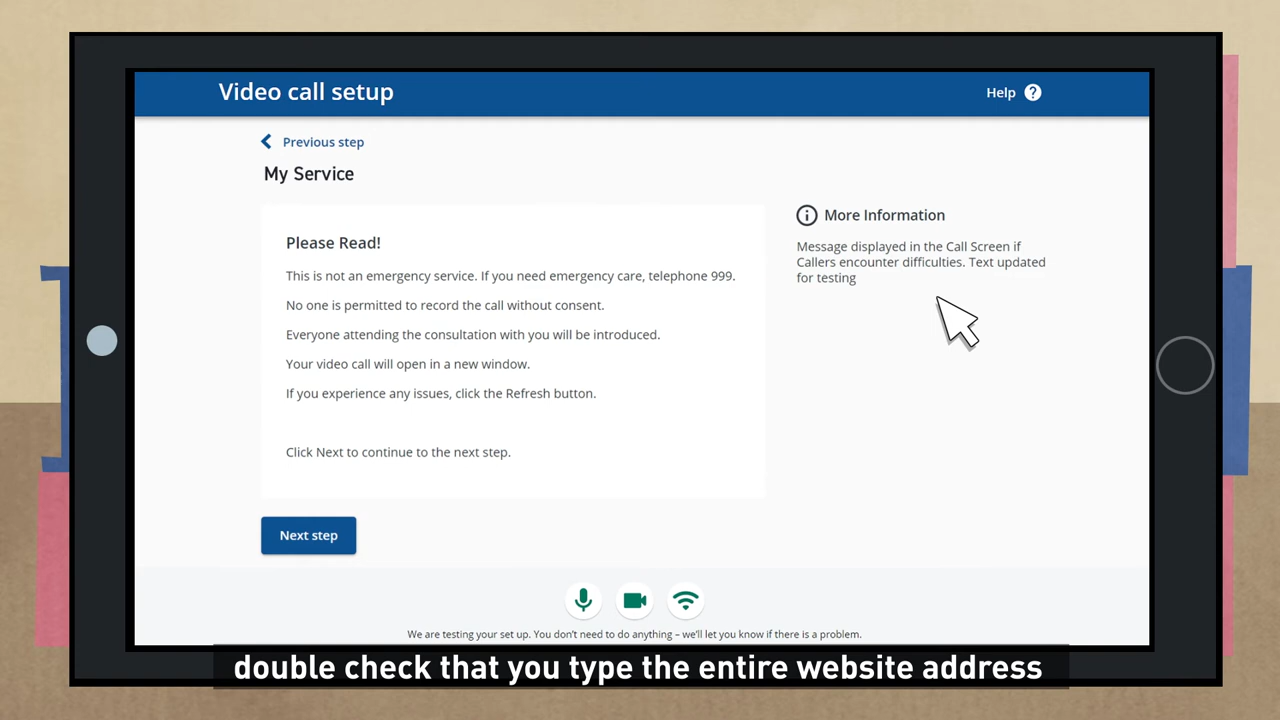 Video call setup
Help ?
Previous step
My Service
Please Read!
This is not an emergency service. If you need emergency care, telephone 999.
No one is permitted to record the call without consent.
Everyone attending the consultation with you will be introduced.
Your video call will open in a new window.
If you experience any issues, click the Refresh button.
Click Next to continue to the next step.
More Information
Message displayed in the Call Screen if
Callers encounter difficulties. Text updated
for testing
Next step
We are testing your set up. You don’t need to do anything – we’ll let you know if there is a problem.
double check that you type the entire website address